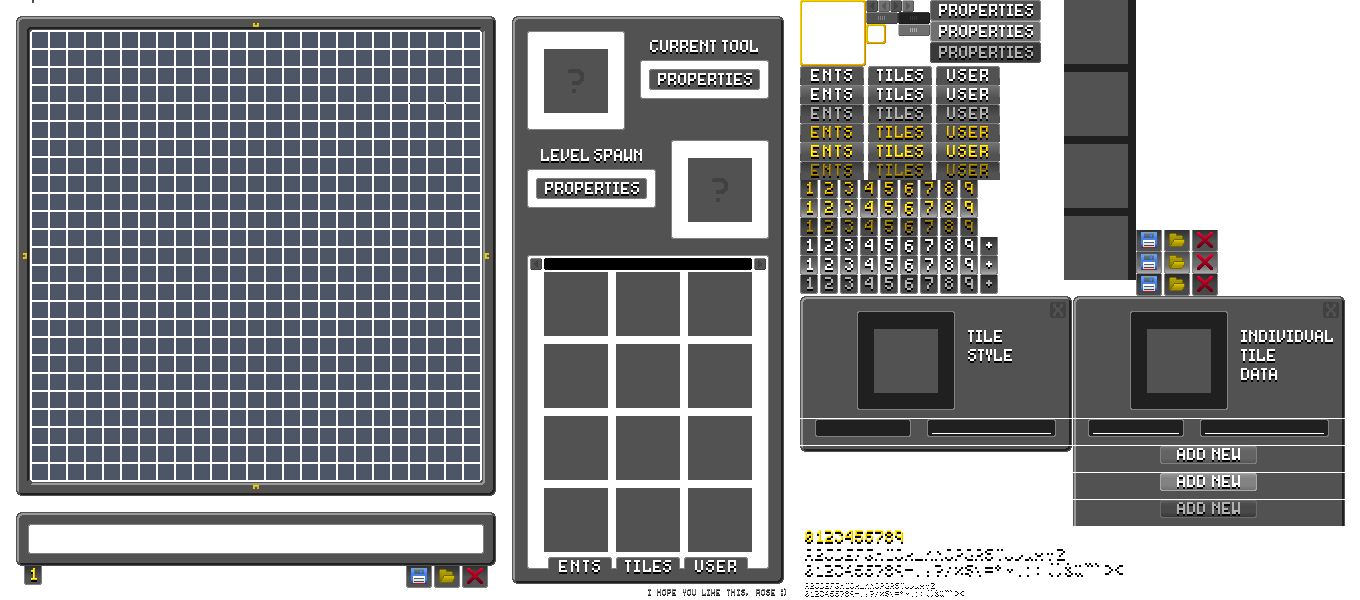 CURRENT TOOL
PROPERTIES
?
LEVEL SPAWN
PROPERTIES
?
ENTS TILES USER
1
I HOPE YOU LIKE THIS, ROSE :)
PROPERTIES
PROPERTIES
PROPERTIES
ENTS TILES USER
ENTS TILES USER
ENTS TILES USER
ENTS TILES USER
ENTS TILES USER
ENTS TILES USER
1 2 3 4 5 6 7 8 9
1 2 3 4 5 6 7 8 9
1 2 3 4 5 6 7 8 9
1 2 3 4 5 6 7 8 9 +
1 2 3 4 5 6 7 8 9 +
1 2 3 4 5 6 7 8 9 +
X
TILE
STYLE
X
INDIVIDVAL
TILE
DATA
ADD NEW
ADD NEW
ADD NEW
0123456789